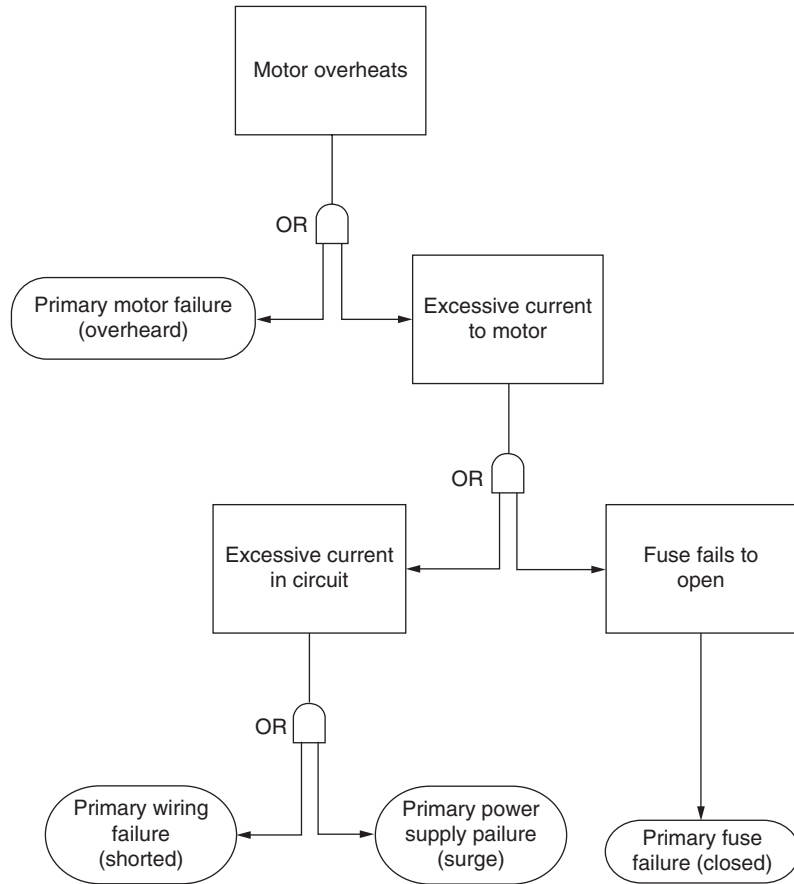 Motor overheats
OR
Primary motor failure
(overheard)
Excessive current
to motor
OR
Excessive current
in circuit
Fuse fails to
open
OR
Primary wiring
failure
(shorted)
Primary power
supply pailure
(surge)
Primary fuse
failure (closed)